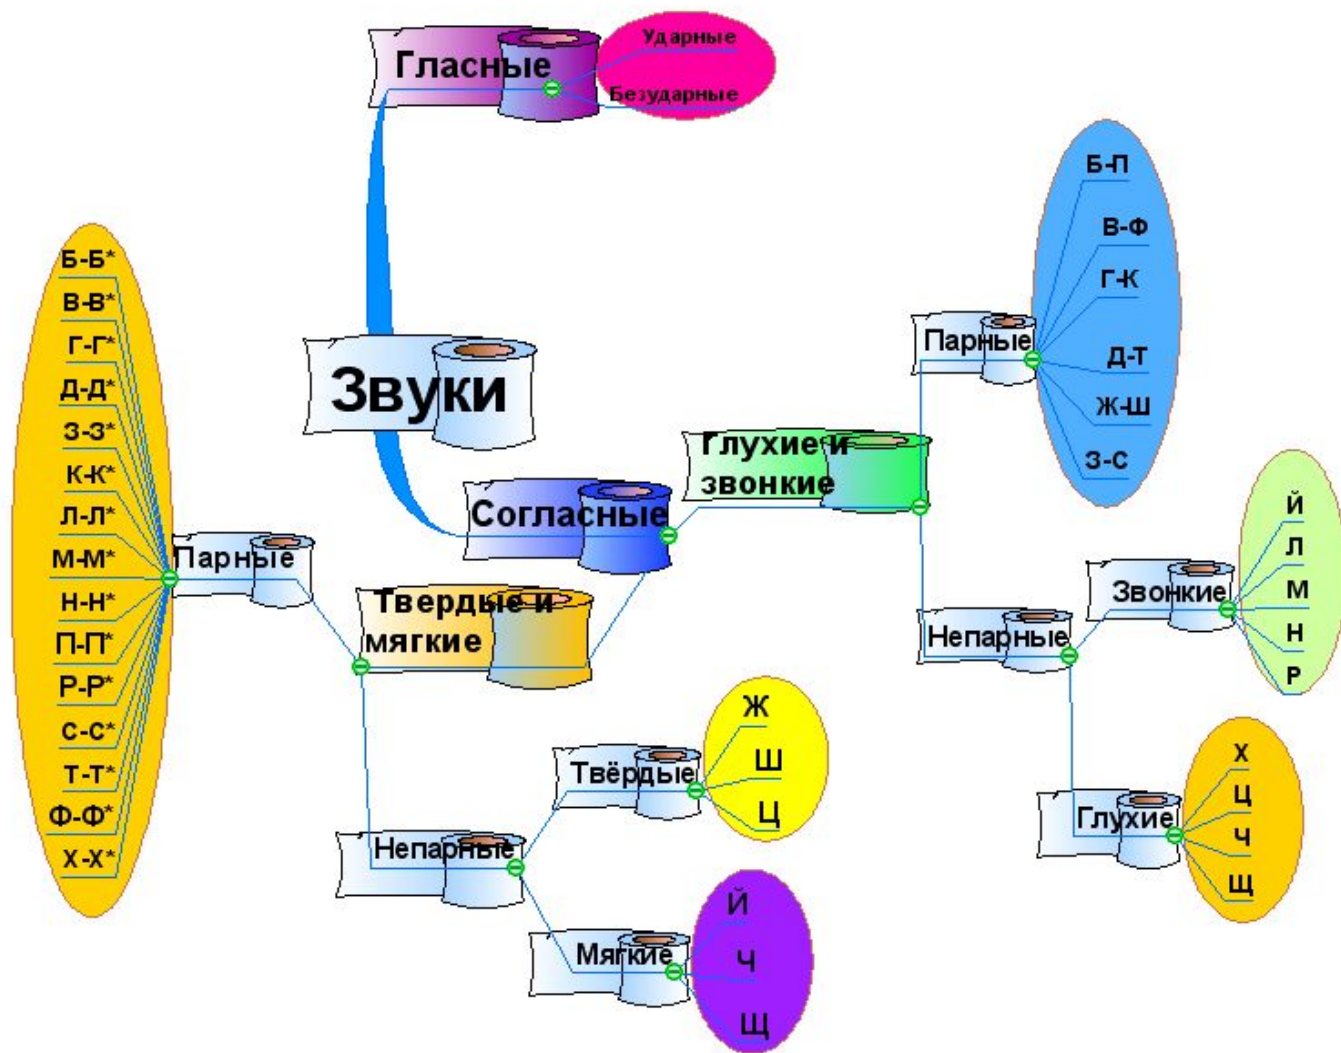 Гласные
Ударные
Безударные
Звуки
Согласные
Глухие и
звонкие
Парные
Б-П
В-Ф
Г-К
Д-Т
Ж-Ш
З-С
Непарные
Звонкие
Й
Л
М
Н
Р
Глухие
Х
Ц
Ч
Щ
Твердые и
мягкие
Парные
Б-Б*
В-В*
Г-Г*
Д-Д*
З-З*
К-К*
Л-Л*
М-М*
Н-Н*
П-П*
Р-Р*
С-С*
Т-Т*
Ф-Ф*
Х-Х*
Непарные
Твёрдые
Ж
Ш
Ц
Мягкие
Й
Ч
Щ